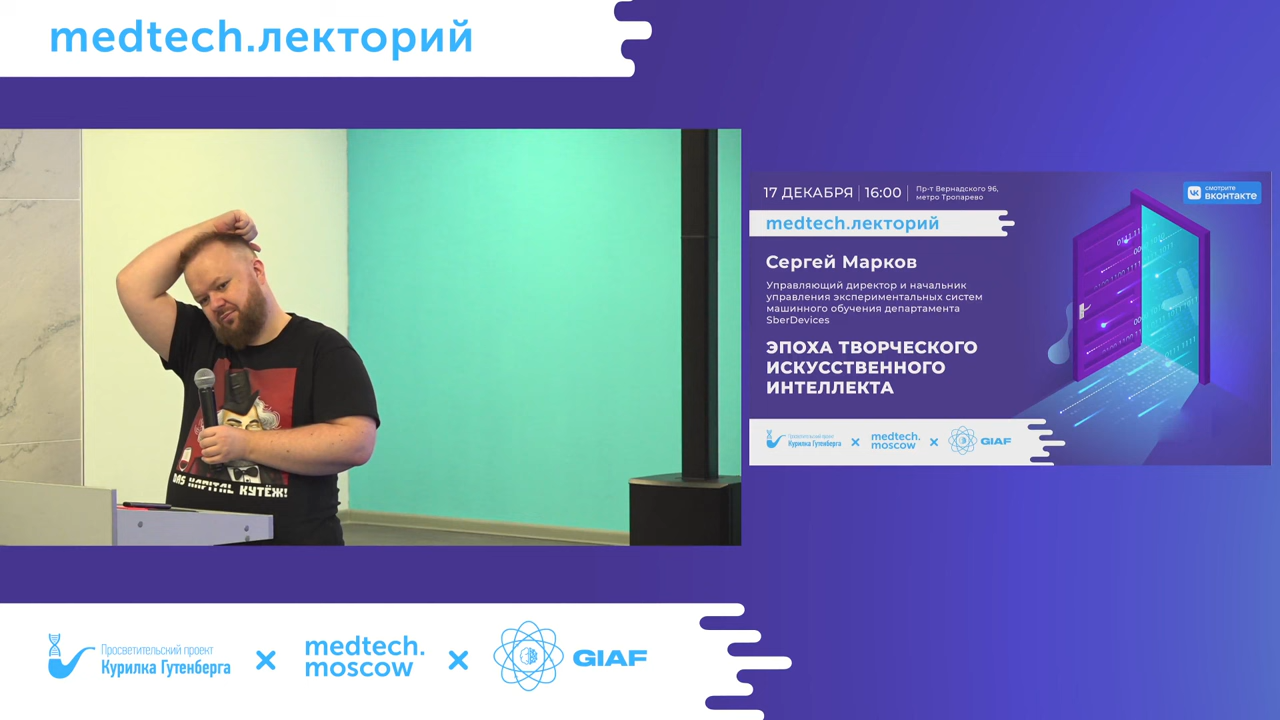 medtech.лекторий
DAS KAPITAL КУТЁЖ!
17 ДЕКАБРЯ | 16:00 |
Пр-т Вернадского 96,
метро Тропарево
смотрите
вконтакте
medtech.лекторий
Сергей Марков
Управляющий директор и начальник
управления экспериментальных систем
машинного обучения департамента
SberDevices
ЭПОХА ТВОРЧЕСКОГО
ИСКУССТВЕННОГО
ИНТЕЛЛЕКТА
Просветительский проект
Курилка Гутенберга
×
medtech.
moscow
×
GIAF
Просветительский проект
Курилка Гутенберга
×
medtech.
moscow
×
GIAF